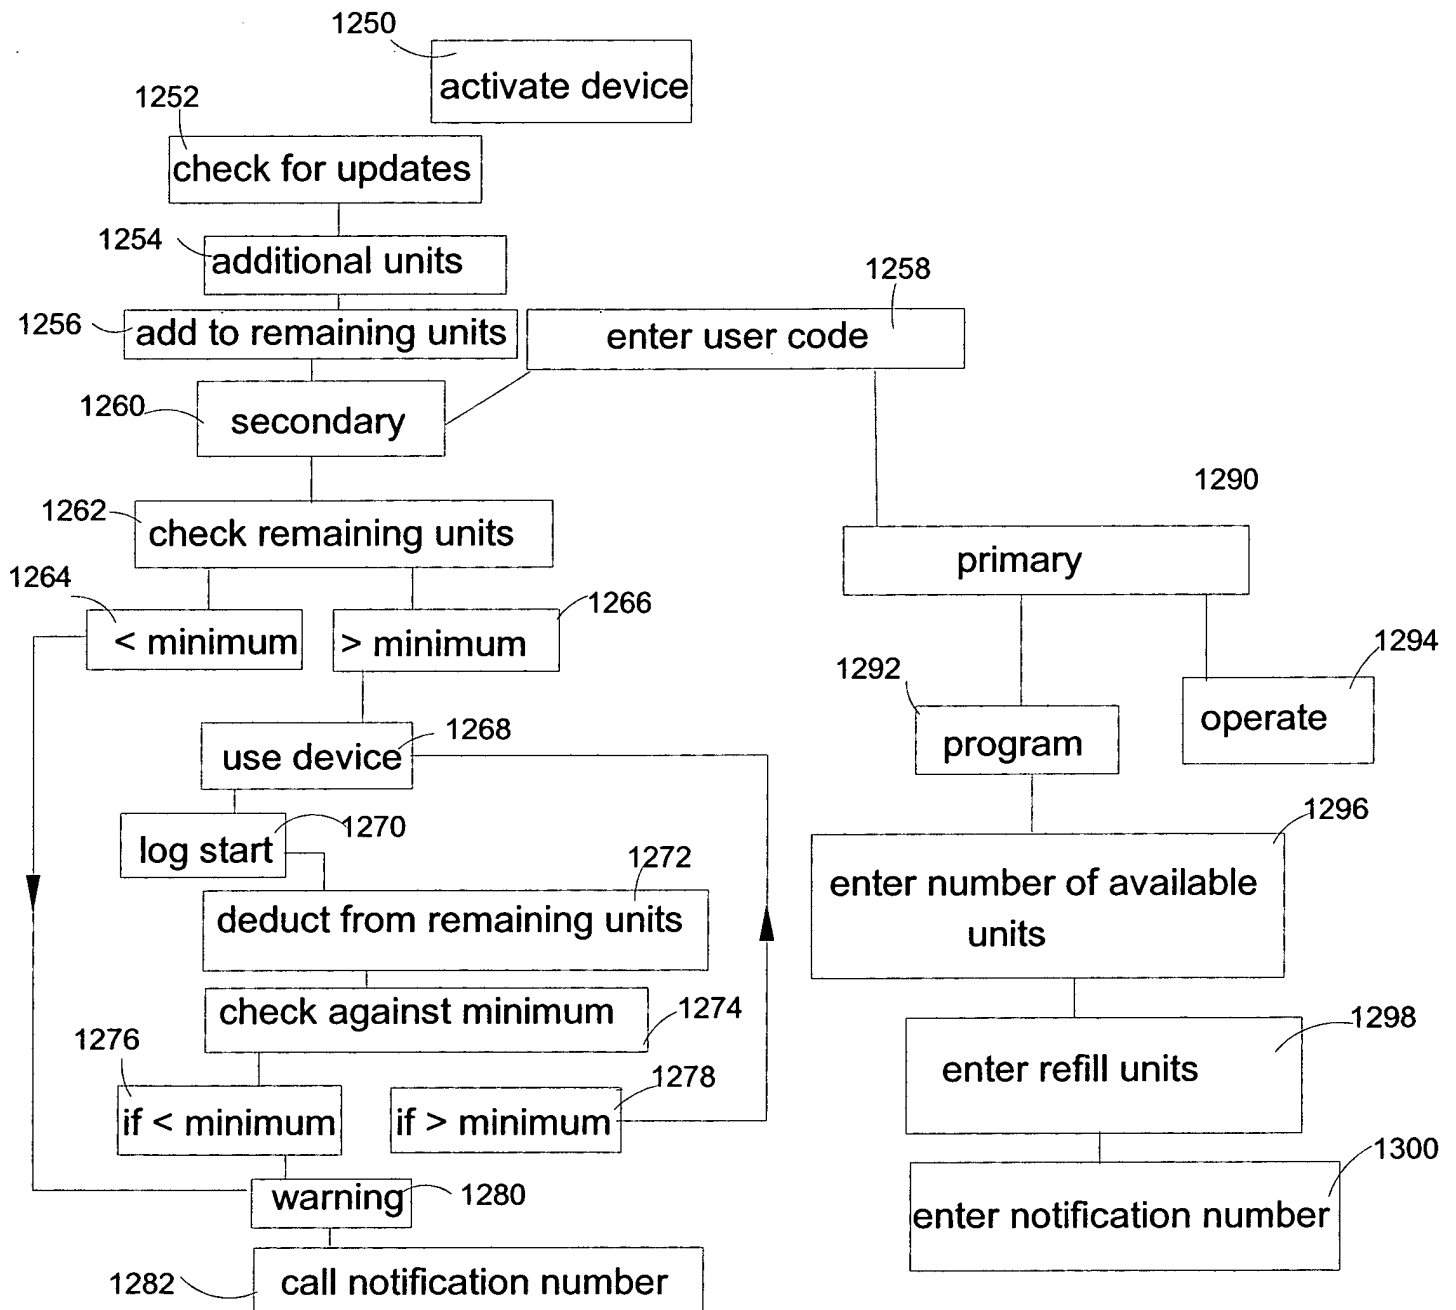 1250
activate device
1252
check for updates
1254
additional units
1256
add to remaining units
1258
enter user code
1260
secondary
1262
check remaining units
1264
< minimum
1266
> minimum
1268
use device
1270
log start
1272
deduct from remaining units
1274
check against minimum
1276
if < minimum
1278
if > minimum
1280
warning
1282
call notification number
1290
primary
1292
program
1294
operate
1296
enter number of available
units
1298
enter refill units
1300
enter notification number